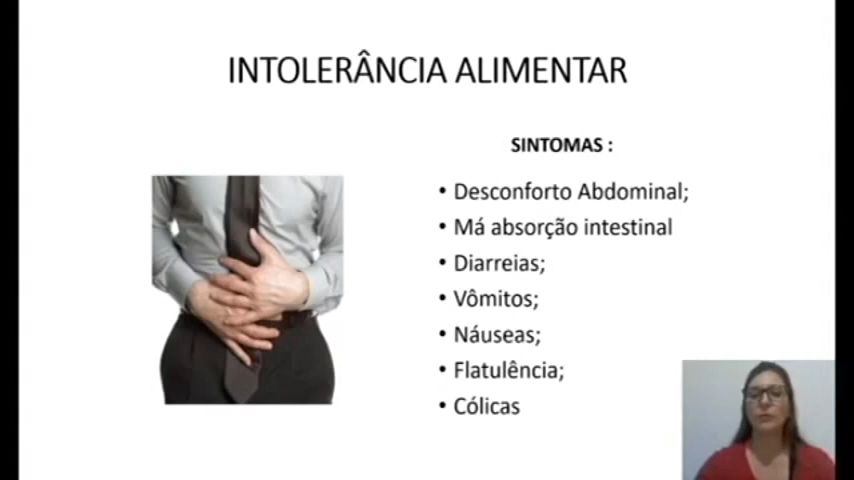 INTOLERÂNCIA ALIMENTAR
SINTOMAS :
• Desconforto Abdominal;
• Má absorção intestinal
• Diarreias;
• Vômitos;
• Náuseas;
• Flatulência;
• Cólicas